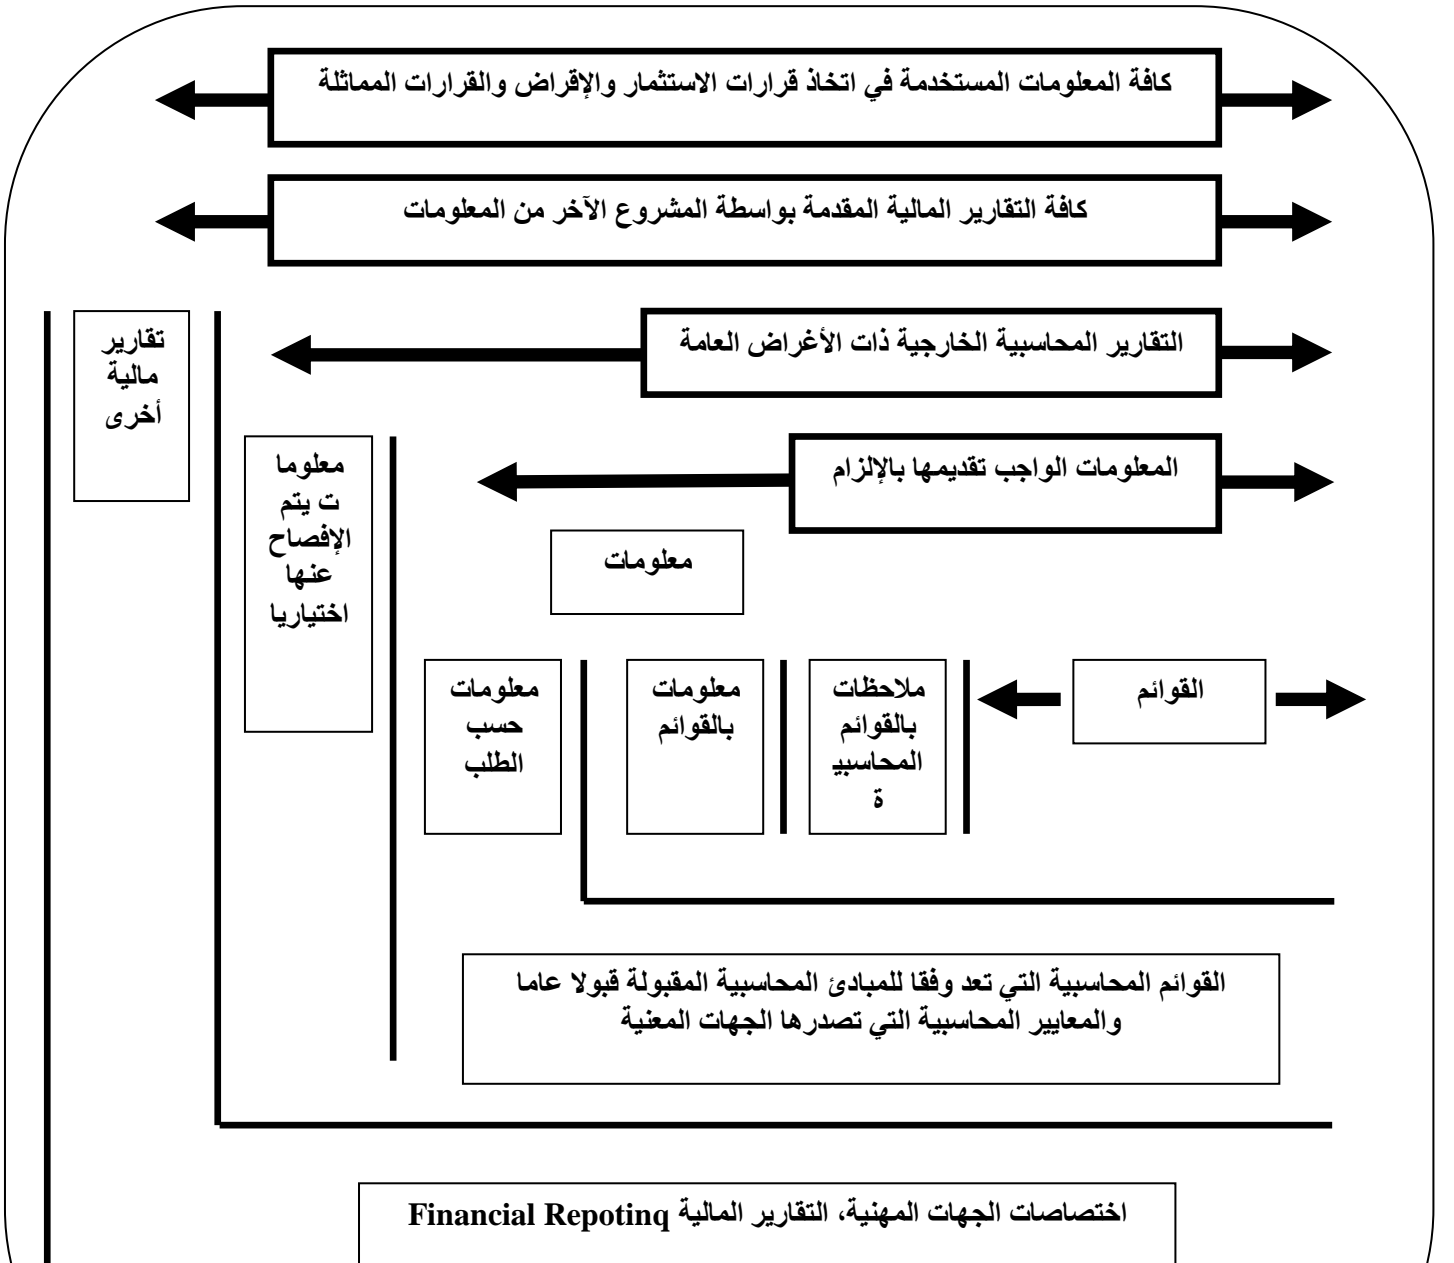 كافة المعلومات المستخدمة في اتخاذ قرارات الاستثمار والإقراض والقرارات المماثلة
كافة التقارير المالية المقدمة بواسطة المشروع الآخر من المعلومات
التقارير المحاسبية الخارجية ذات الأغراض العامة
تقارير
مالية
أخرى
المعلومات الواجب تقديمها بالإلزام
معلوما
ت يتم
الإفصاح
عنها
اختياريا
معلومات
القوائم
ملاحظات
بالقوائم
المحاسبي
ة
معلومات
بالقوائم
معلومات
حسب
الطلب
القوائم المحاسبية التي تعد وفقا للمبادئ المحاسبية المقبولة قبولا عاما
والمعايير المحاسبية التي تصدرها الجهات المعنية
اختصاصات الجهات المهنية، التقارير المالية Financial Repotinq